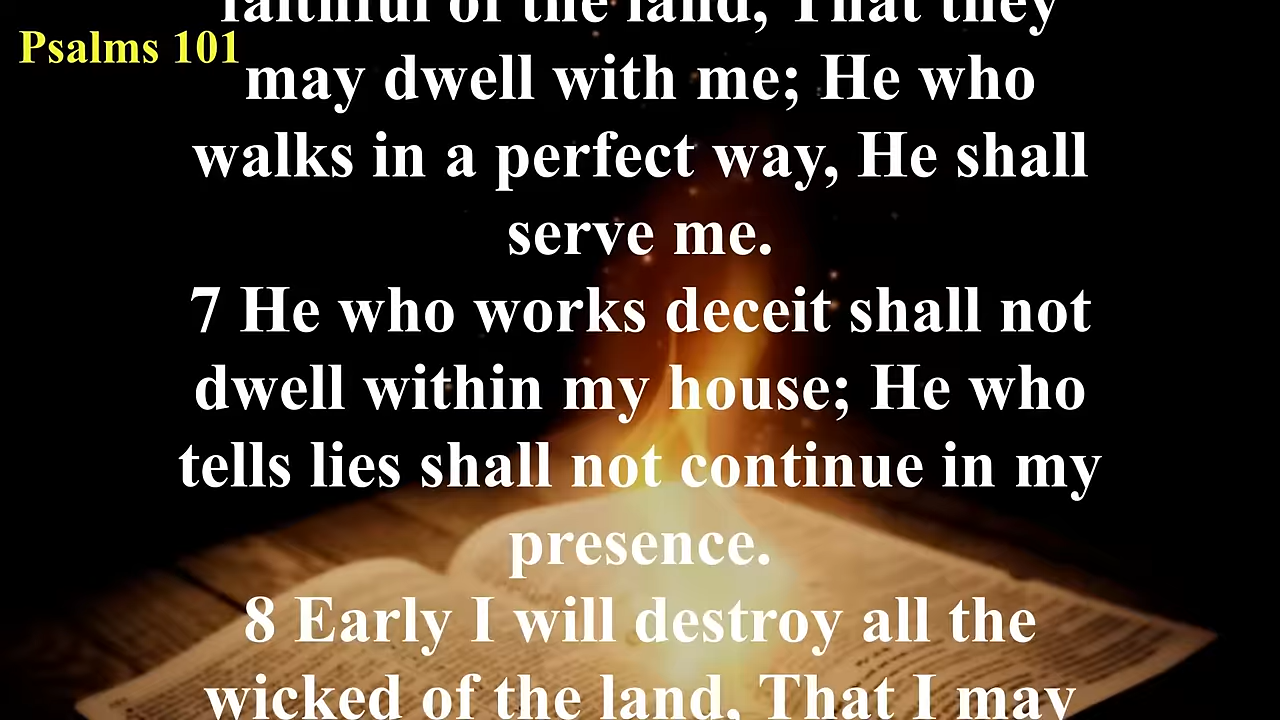 faithful of the land, That they
Psalms 101
may dwell with me; He who
walks in a perfect way, He shall
serve me.
7 He who works deceit shall not
dwell within my house; He who
tells lies shall not continue in my
presence.
8 Early I will destroy all the
wicked of the land, That I may